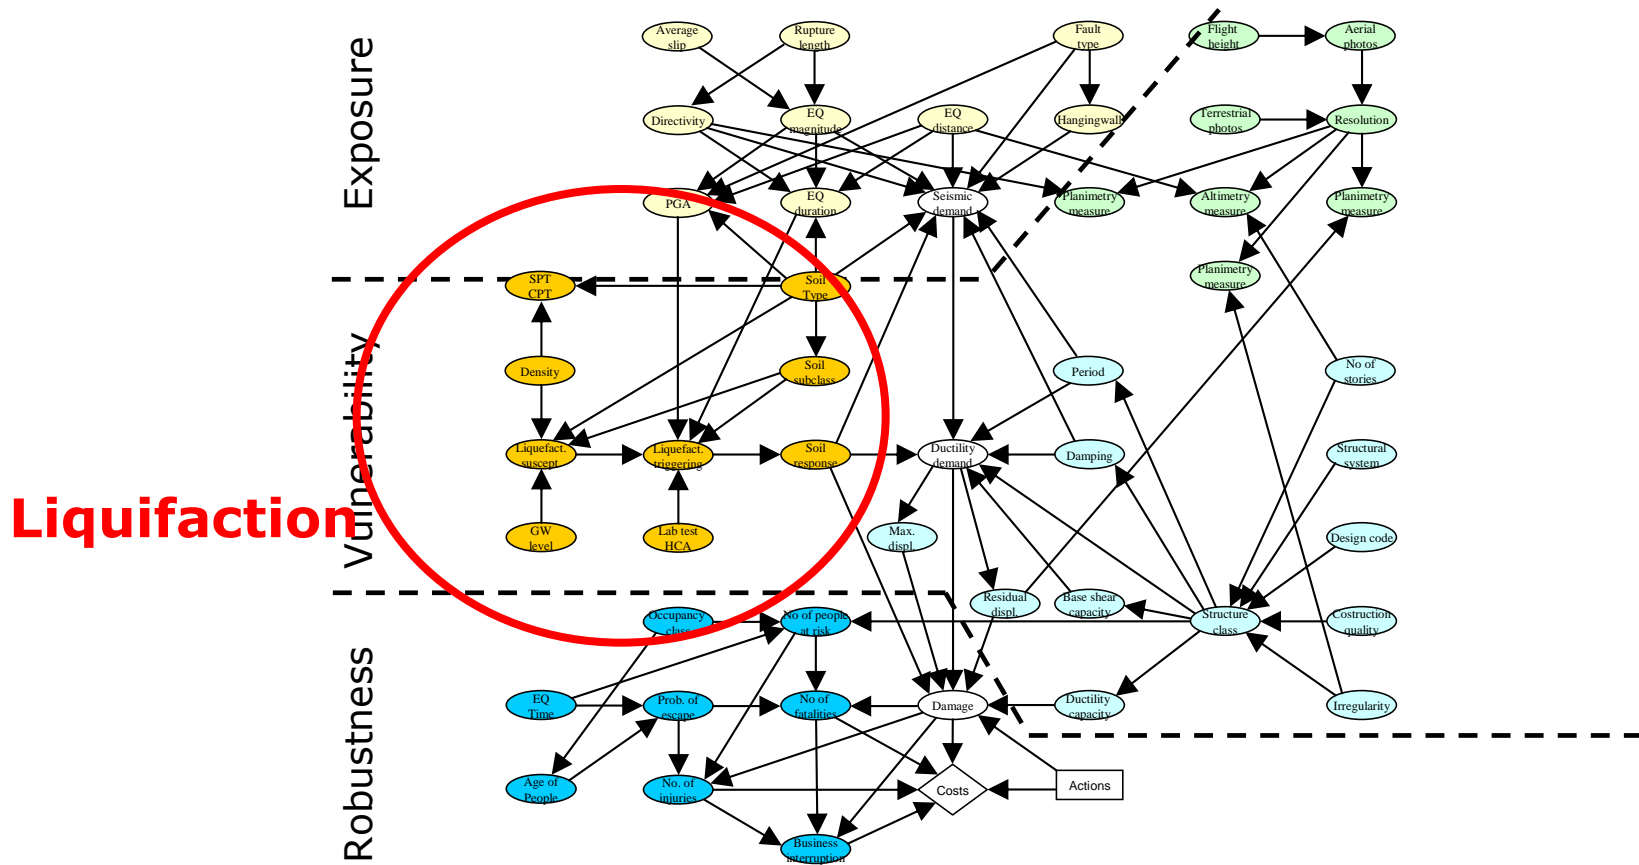 Exposure
Average
slip
Rupture
length
Fault
type
Flight
height
Aerial
photos
Directivity
EQ
magnitude
EQ
distance
Hangingwall
Terrestrial
photos
Resolution
PGA
EQ
duration
Seismic
demand
Planimetry
measure
Altimetry
measure
Planimetry
measure
SPT
CPT
Soil
Type
Planimetry
measure
Vulnerability
Density
Soil
subclass
Period
No of
stories
Liquefact.
suscept.
Liquefact.
triggering
Soil
response
Ductility
demand
Damping
Structural
system
Liquifaction
GW
level
Lab test
HCA
Max.
displ.
Design code
Residual
displ.
Base shear
capacity
Structure
class
Costruction
quality
Robustness
Occupancy
class
No of people
at risk
EQ
Time
Prob. of
escape
No of
fatalities
Damage
Ductility
capacity
Irregularity
Age of
People
No. of
injuries
Costs
Actions
Business
interruption